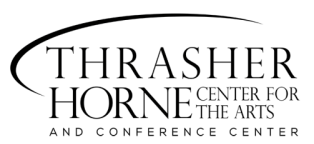 THRASHER
HORNE CENTER FOR THE ARTS
AND CONFERENCE CENTER